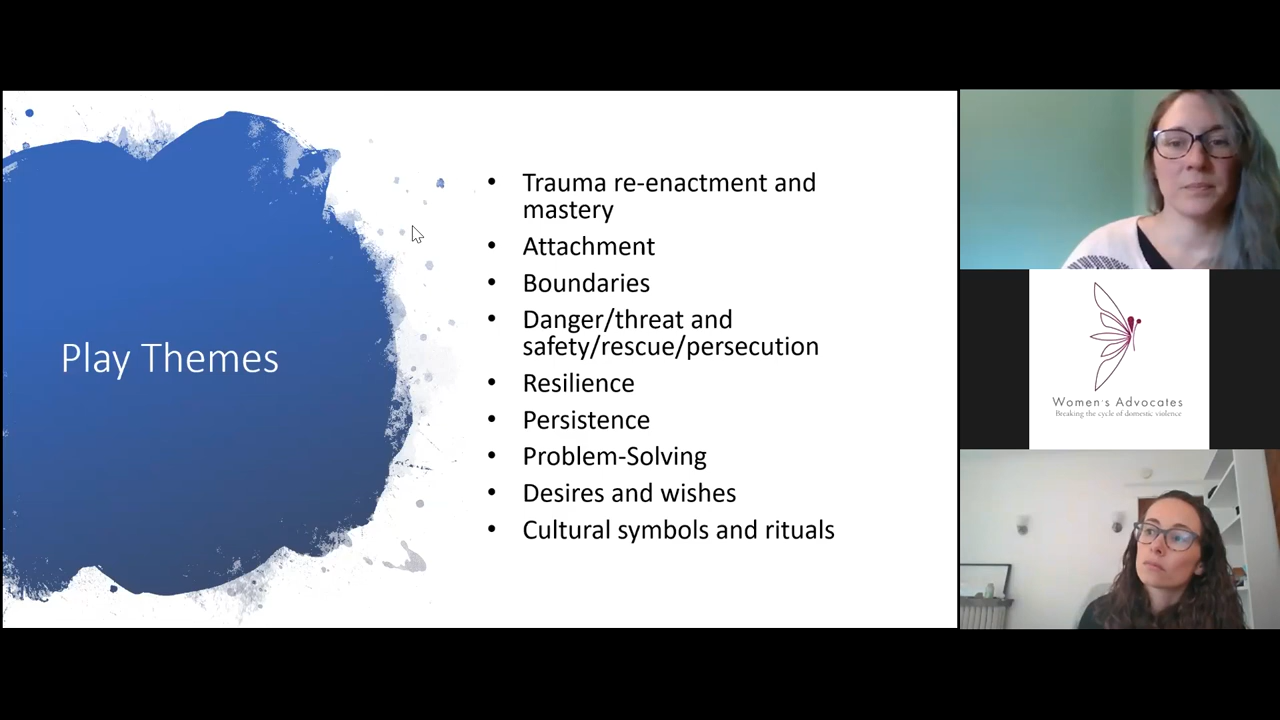 Play Themes
• Trauma re-enactment and
mastery
• Attachment
• Boundaries
• Danger/threat and
safety/rescue/persecution
• Resilience
• Persistence
• Problem-Solving
• Desires and wishes
• Cultural symbols and rituals
Women's Advocates
Breaking the cycle of domestic violence